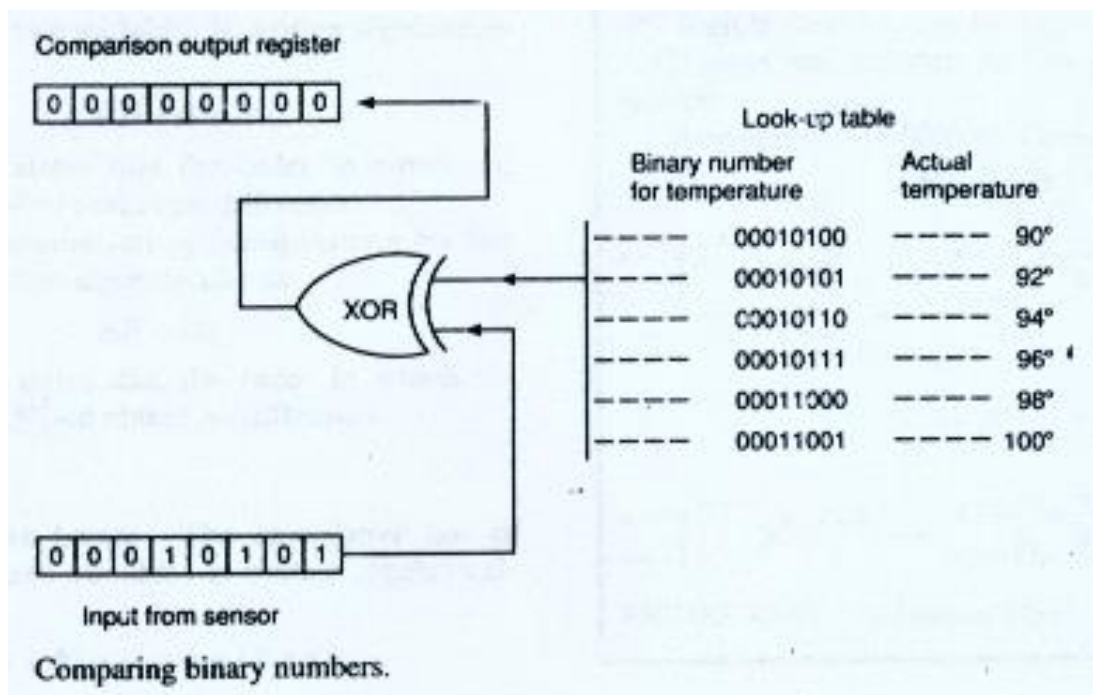 Comparison output register
0 0 0 0 0 0 0 0
Look-up table
Binary number Actual
for temperature temperature
00010100 90°
00010101 92°
00010110 94°
XOR
00010111 96°
00011000 98°
00011001 100°
0 0 0 1 0 1 0 1
Input from sensor
Comparing binary numbers.